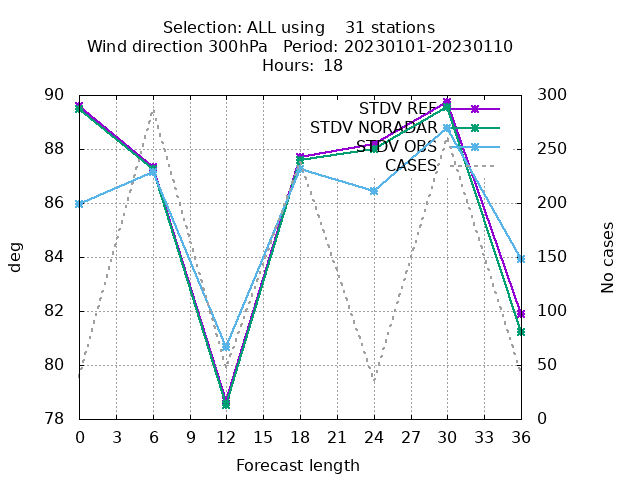 Selection: ALL using    31 stations
Wind direction 300hPa   Period: 20230101-20230110
Hours: 18
90
88
86
84
82
80
78
300
250
200
150
100
50
0
STDV REF
STDV NORADAR
STDV OBS
CASES
deg
No cases
0 3 6 9 12 15 18 21 24 27 30 33 36
Forecast length